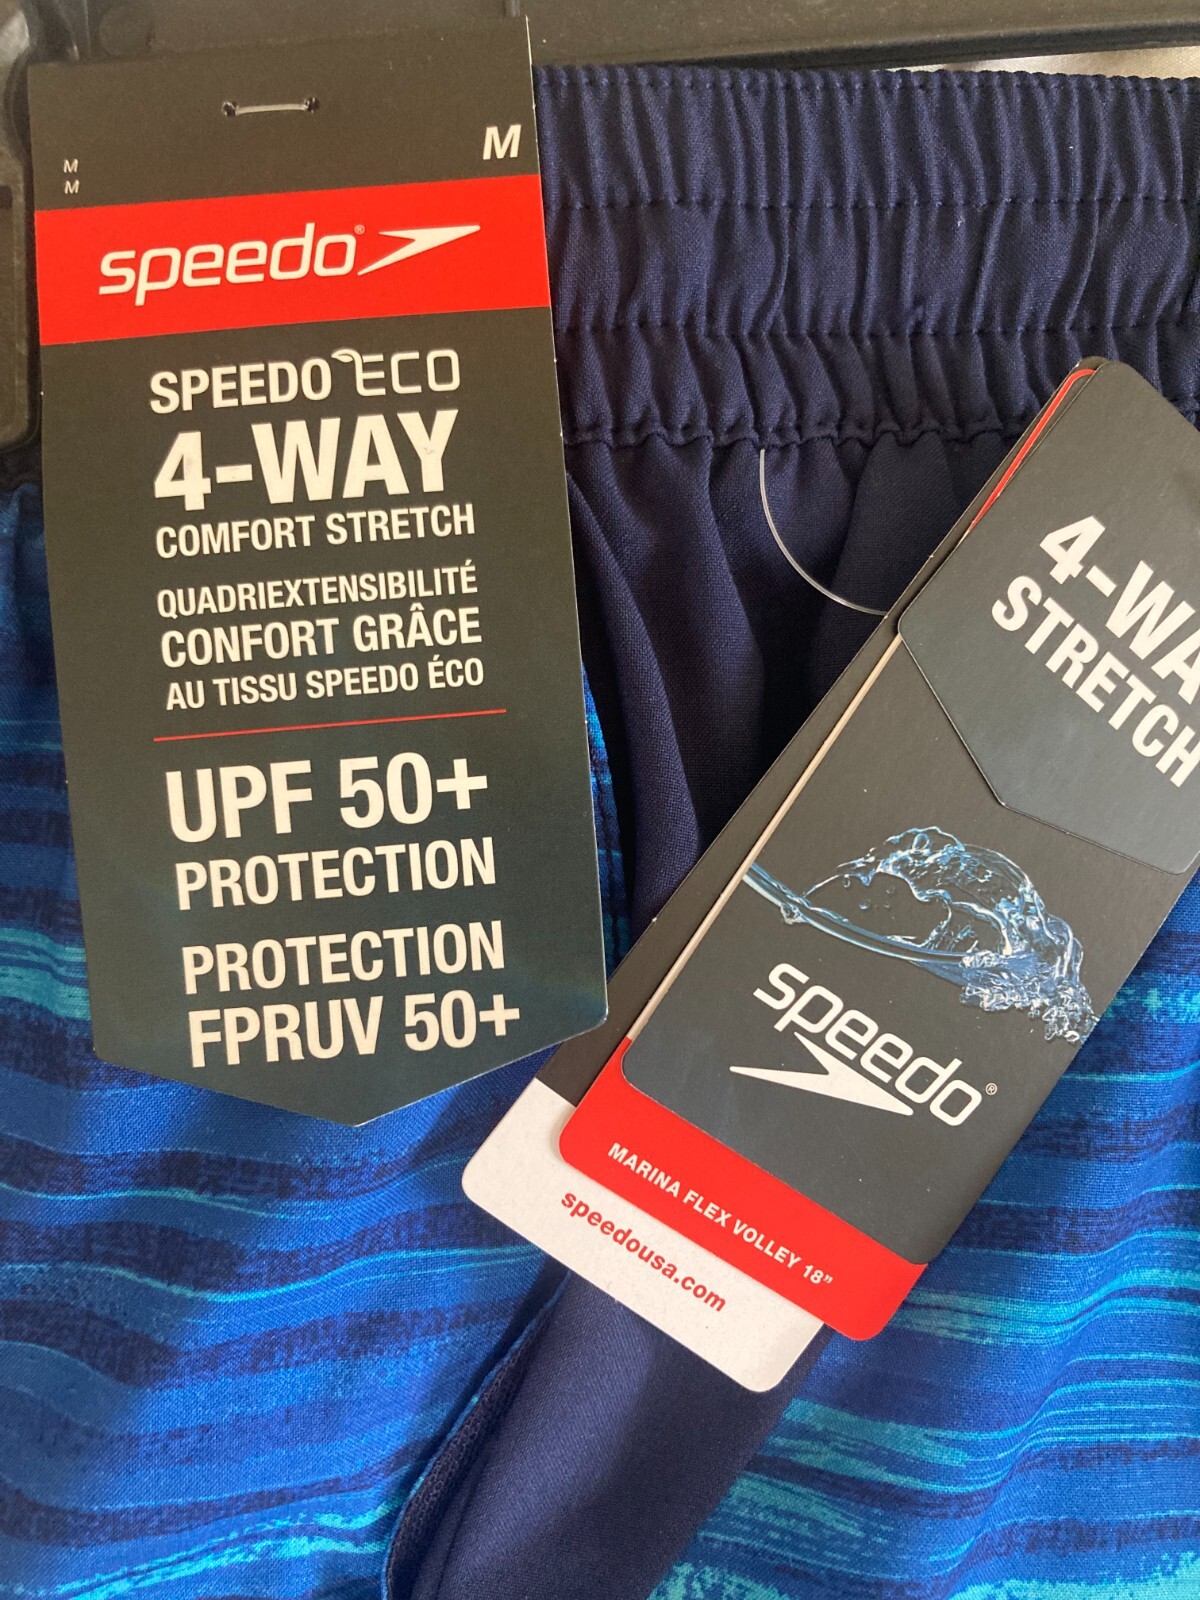 M
M
M
speedo®
SPEEDO ECO
4-WAY
COMFORT STRETCH
QUADRIEXTENSIBILITÉ
CONFORT GRÂCE
AU TISSU SPEEDO ÉCO
UPF 50+
PROTECTION
PROTECTION
FPRUV 50+
4-WA
STRETCH
speedo®
MARINA FLEX VOLLEY 18"
speedousa.com